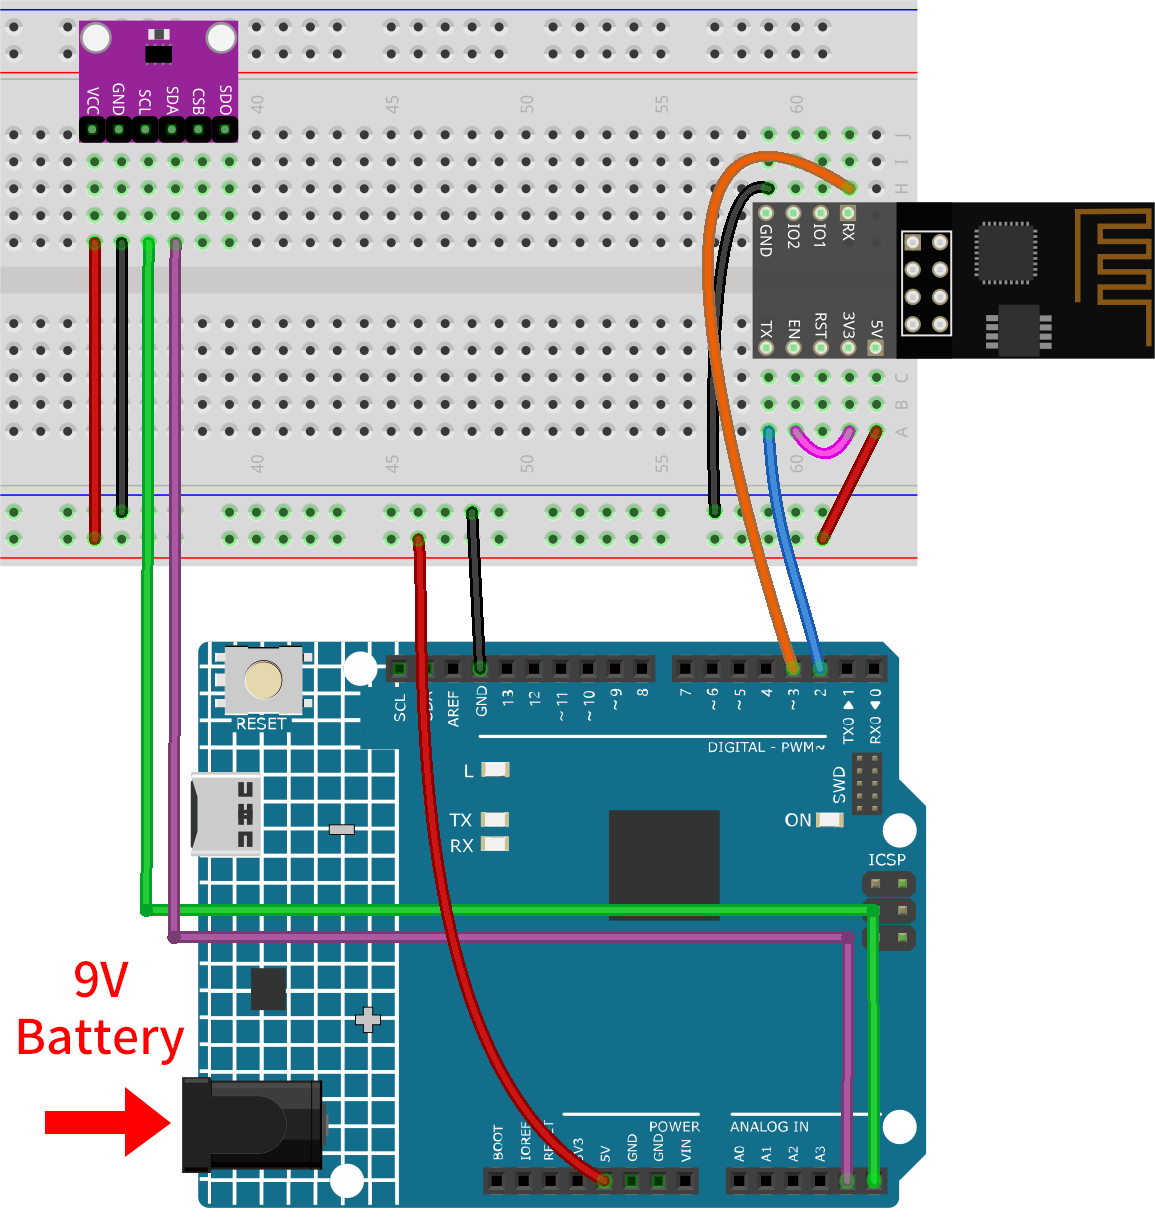 VCC
GND
SCL
SDA
CSB
SDO
40
45
50
55
60
J
I
H
GND
IO2
IO1
RX
TX
EN
RST
3V3
5V
C
B
A
40
45
50
55
60
RESET
SCL
AREF
GND
13
12
~11
~10
~9
8
7
~6
~5
4
~3
2
TX0 ▶ 1
RX0 ◀ 0
DIGITAL - PWM~
L
TX
RX
ON
SWD
ICSP
9V
Battery
POWER
ANALOG IN
BOOT
IOREF
5V
GND
GND
VIN
A0
A1
A2
A3